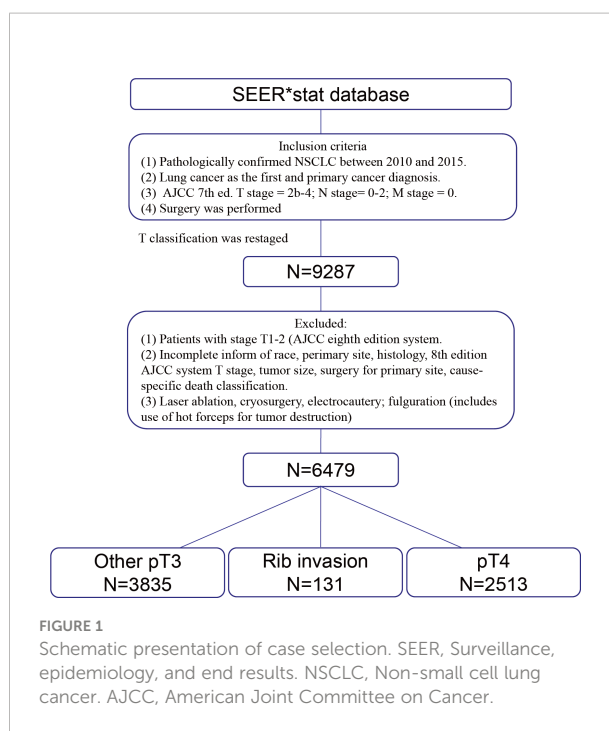 SEER*stat database
Inclusion criteria
(1) Pathologically confirmed NSCLC between 2010 and 2015.
(2) Lung cancer as the first and primary cancer diagnosis.
(3) AJCC 7th ed. T stage = 2b-4; N stage= 0-2; M stage = 0.
(4) Surgery was performed
T classification was restaged
N=9287
Excluded:
(1) Patients with stage T1-2 (AJCC eighth edition system.
(2) Incomplete inform of race, perimary site, histology, 8th edition
AJCC system T stage, tumor size, surgery for primary site, cause-
specific death classification.
(3) Laser ablation, cryosurgery, electrocautery; fulguration (includes
use of hot forceps for tumor destruction)
N=6479
Other pT3
N=3835
Rib invasion
N=131
pT4
N=2513
FIGURE 1
Schematic presentation of case selection. SEER, Surveillance,
epidemiology, and end results. NSCLC, Non-small cell lung
cancer. AJCC, American Joint Committee on Cancer.